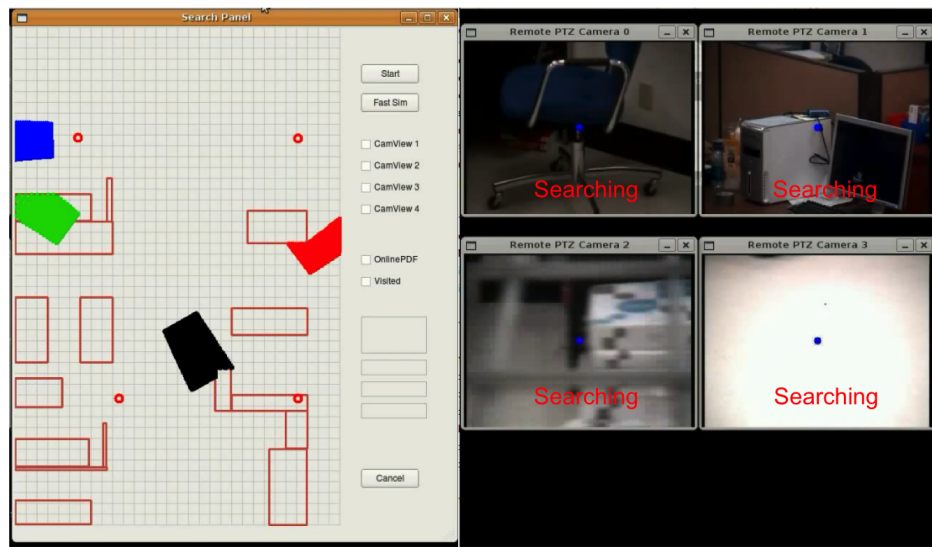 Search Panel
Start
Fast Sim
CamView 1
CamView 2
CamView 3
CamView 4
OnlinePDF
Visited
Cancel
Remote PTZ Camera 0
Searching
Remote PTZ Camera 1
Searching
Remote PTZ Camera 2
Searching
Remote PTZ Camera 3
Searching